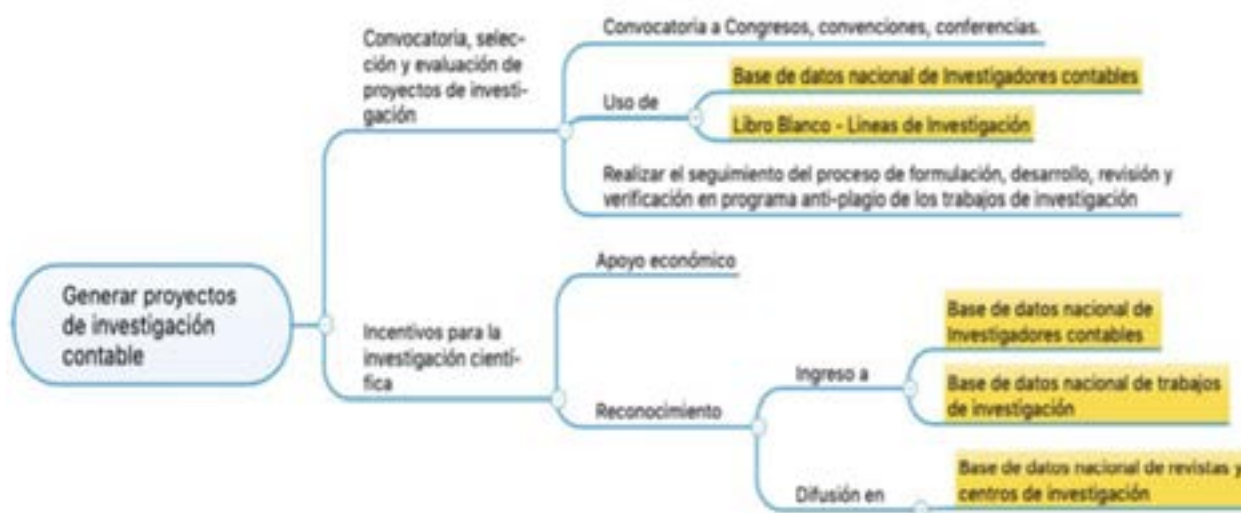 Convocatoria, selec-
ción y evaluación de
proyectos de investi-
gación
Convocatoria a Congresos, convenciones, conferencias.
Uso de
Base de datos nacional de Investigadores contables
Libro Blanco - Lineas de Investigación
Realizar el seguimiento del proceso de formulación, desarrollo, revisión y
verificación en programa anti-plagio de los trabajos de investigación
Generar proyectos
de investigación
contable
Incentivos para la
investigación cientí-
fica
Apoyo económico
Reconocimiento
Ingreso a
Base de datos nacional de
Investigadores contables
Base de datos nacional de trabajos
de investigación
Difusión en
Base de datos nacional de revistas y
centros de investigación